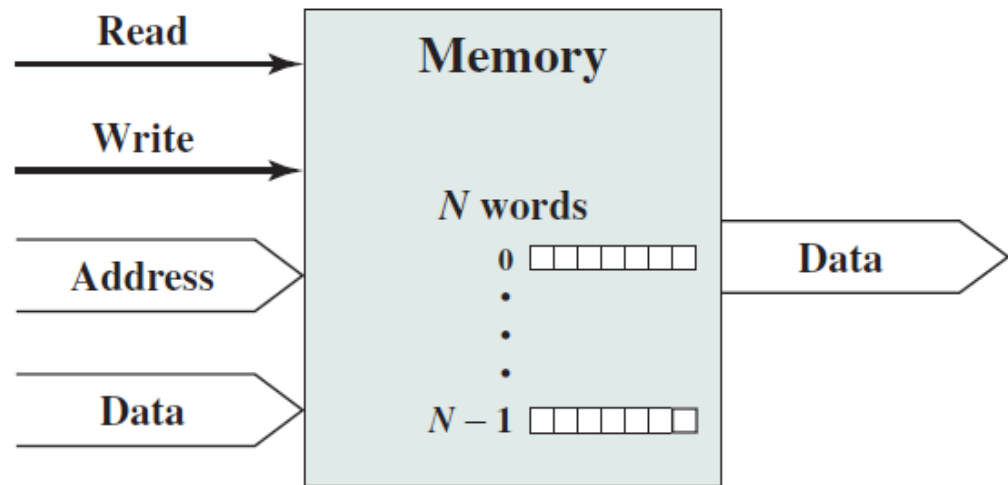 Read
Memory
Write
N words
0
Address
Data
Data
N – 1